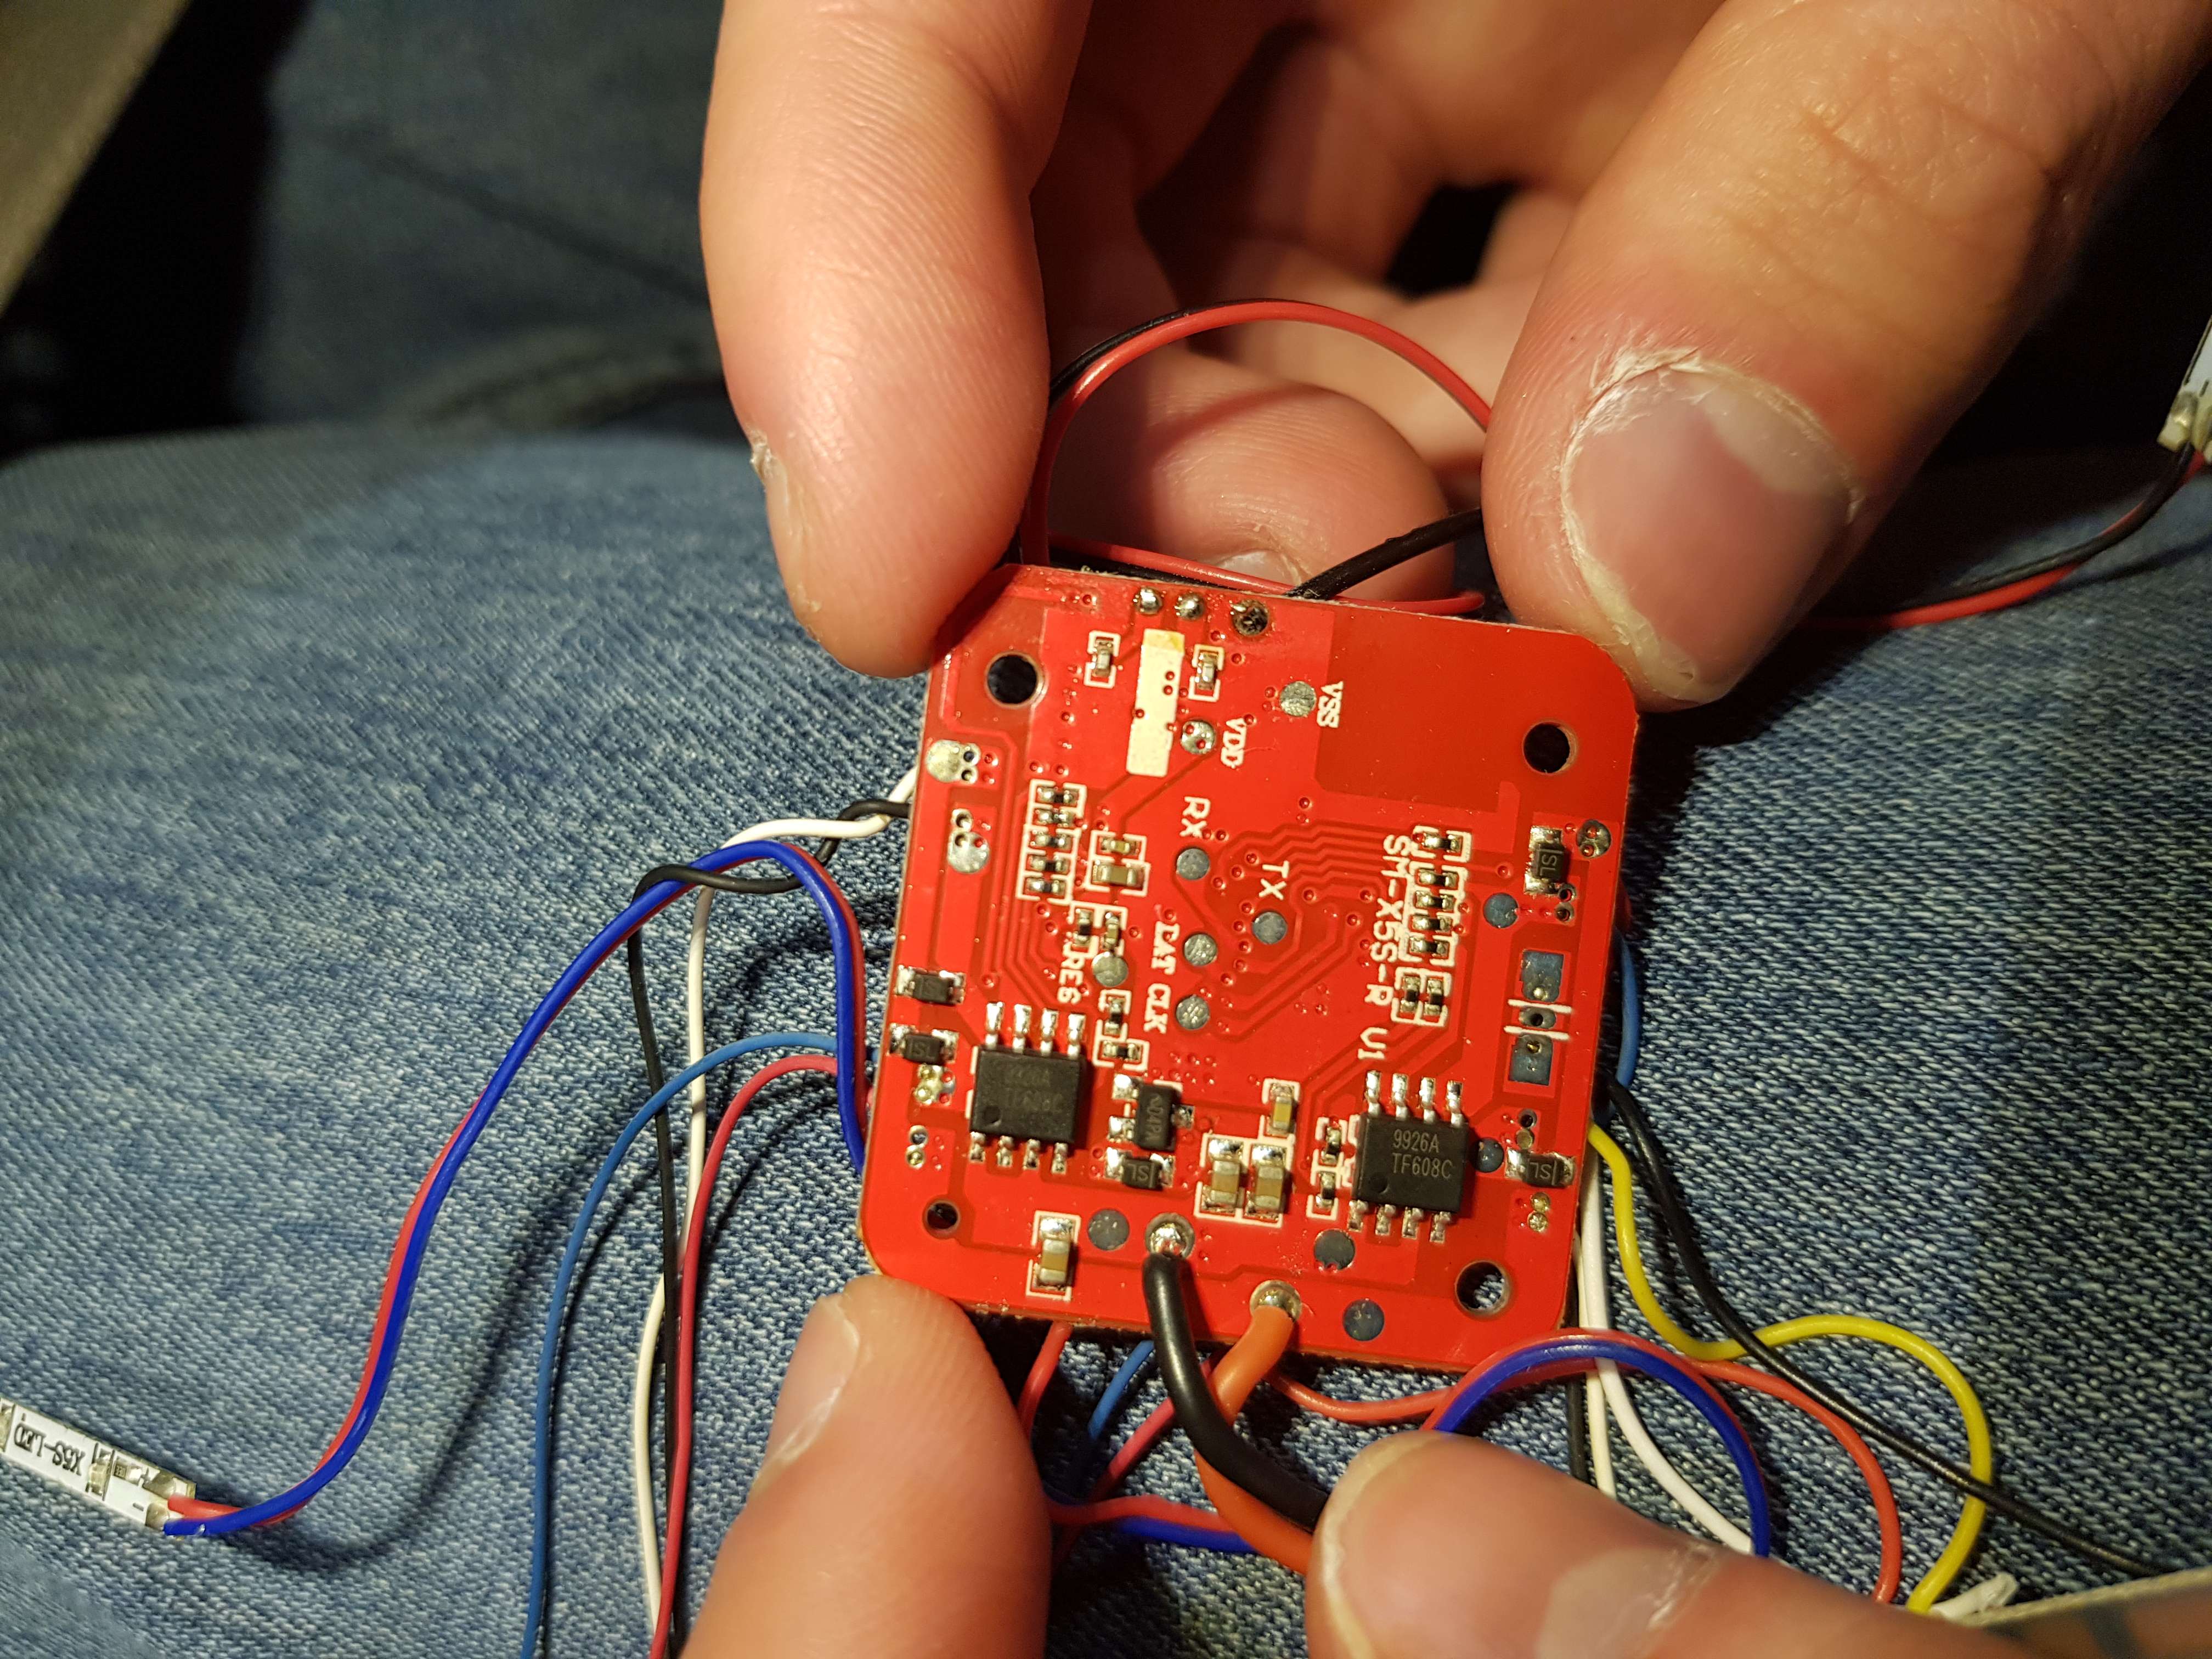 VSS
VDD
RX
TX
DAT
CLK
RES
SM-X5S-R V1
9926A
TF608C
9926A
TF608C
SL
SL
SL
SL
X5S-LED
+
-